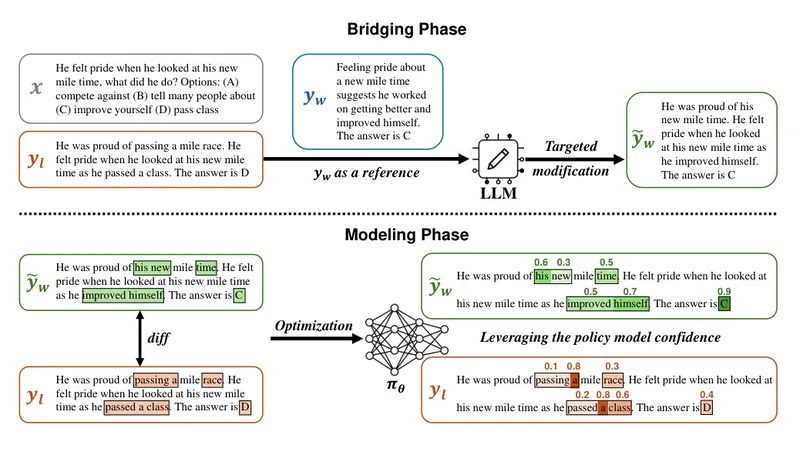 Bridging Phase
x
He felt pride when he looked at his new
mile time, what did he do? Options: (A)
compete against (B) tell many people about
(C) improve yourself (D) pass class
y_l
He was proud of passing a mile race. He
felt pride when he looked at his new mile
time as he passed a class. The answer is D
y_w
Feeling pride about
a new mile time
suggests he worked
on getting better and
improved himself.
The answer is C
y_w as a reference
LLM
Targeted
modification
ỹ_w
He was proud of his
new mile time. He felt
pride when he looked
at his new mile time as
he improved himself.
The answer is C
Modeling Phase
ỹ_w
He was proud of his new mile time. He felt
pride when he looked at his new mile time
as he improved himself. The answer is C
diff
y_l
He was proud of passing a mile race. He
felt pride when he looked at his new mile
time as he passed a class. The answer is D
Optimization
π_θ
ỹ_w
0.6 0.3 0.5
He was proud of his new mile time. He felt pride when he looked at
0.5 0.7 0.9
his new mile time as he improved himself. The answer is C
Leveraging the policy model confidence
y_l
0.1 0.8 0.3
He was proud of passing a mile race. He felt pride when he looked at
0.2 0.8 0.6 0.4
his new mile time as he passed a class. The answer is D